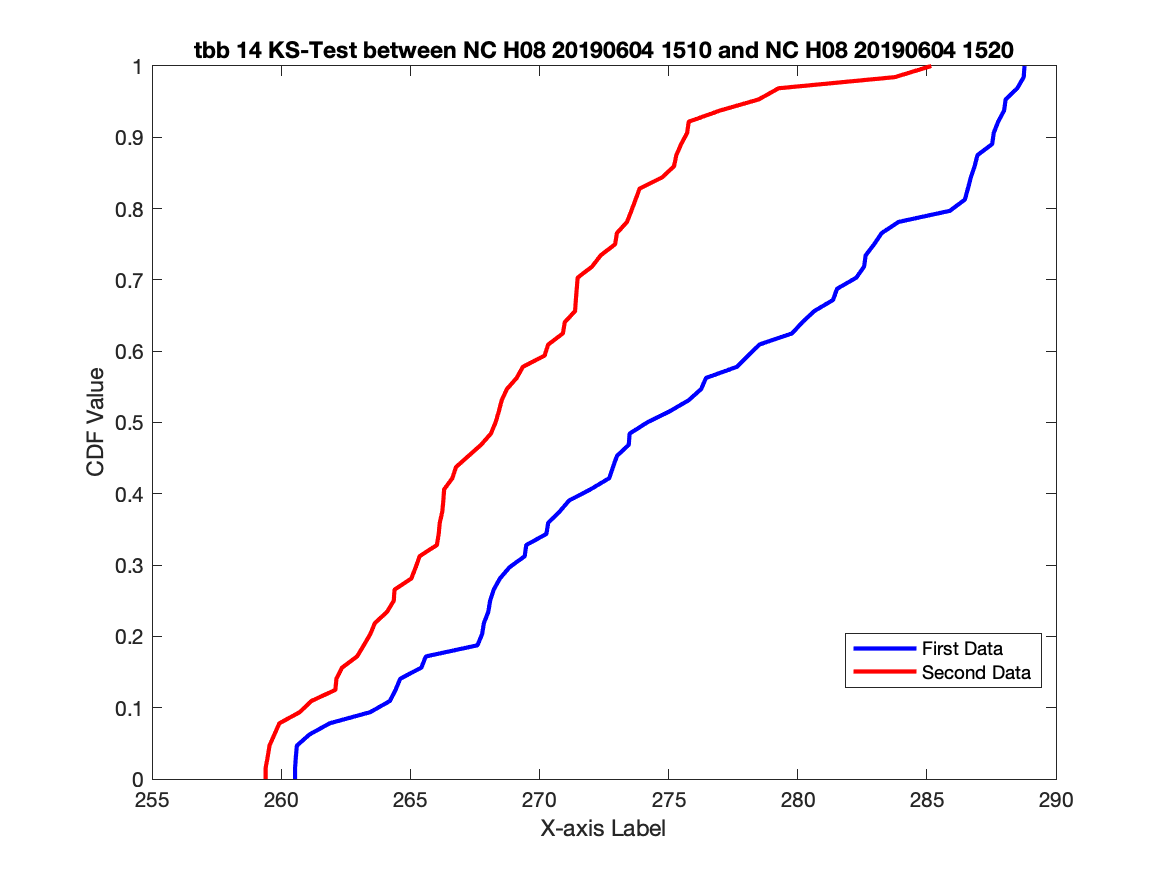 tbb 14 KS-Test between NC H08 20190604 1510 and NC H08 20190604 1520
1
0.9
0.8
0.7
0.6
0.5
0.4
0.3
0.2
0.1
0
CDF Value
First Data
Second Data
255 260 265 270 275 280 285 290
X-axis Label